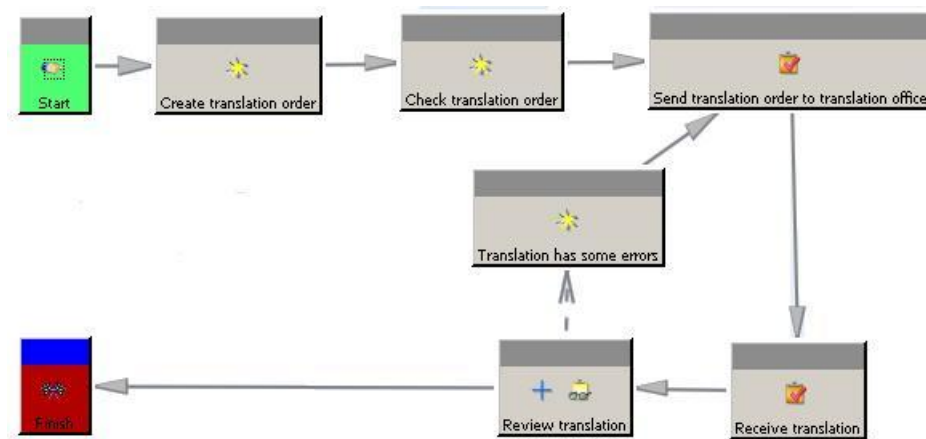 Start
Create translation order
Check translation order
Send translation order to translation office
Translation has some errors
Finish
Review translation
Receive translation